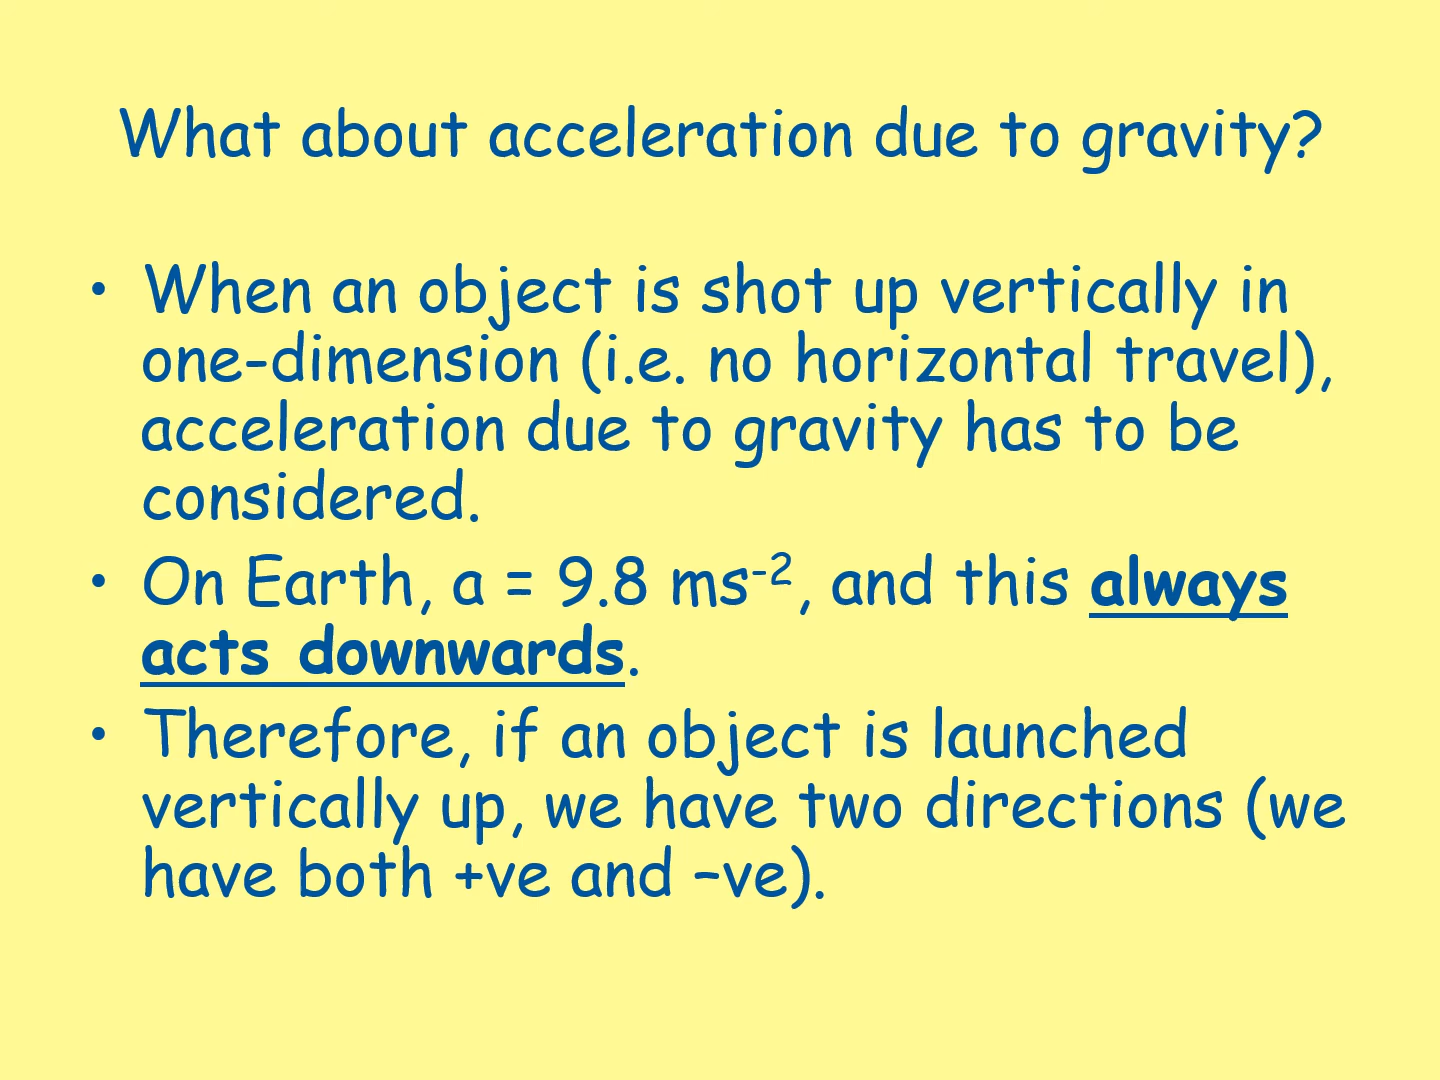 What about acceleration due to gravity?
• When an object is shot up vertically in
one-dimension (i.e. no horizontal travel),
acceleration due to gravity has to be
considered.
• On Earth, a = 9.8 ms⁻², and this always
acts downwards.
• Therefore, if an object is launched
vertically up, we have two directions (we
have both +ve and –ve).